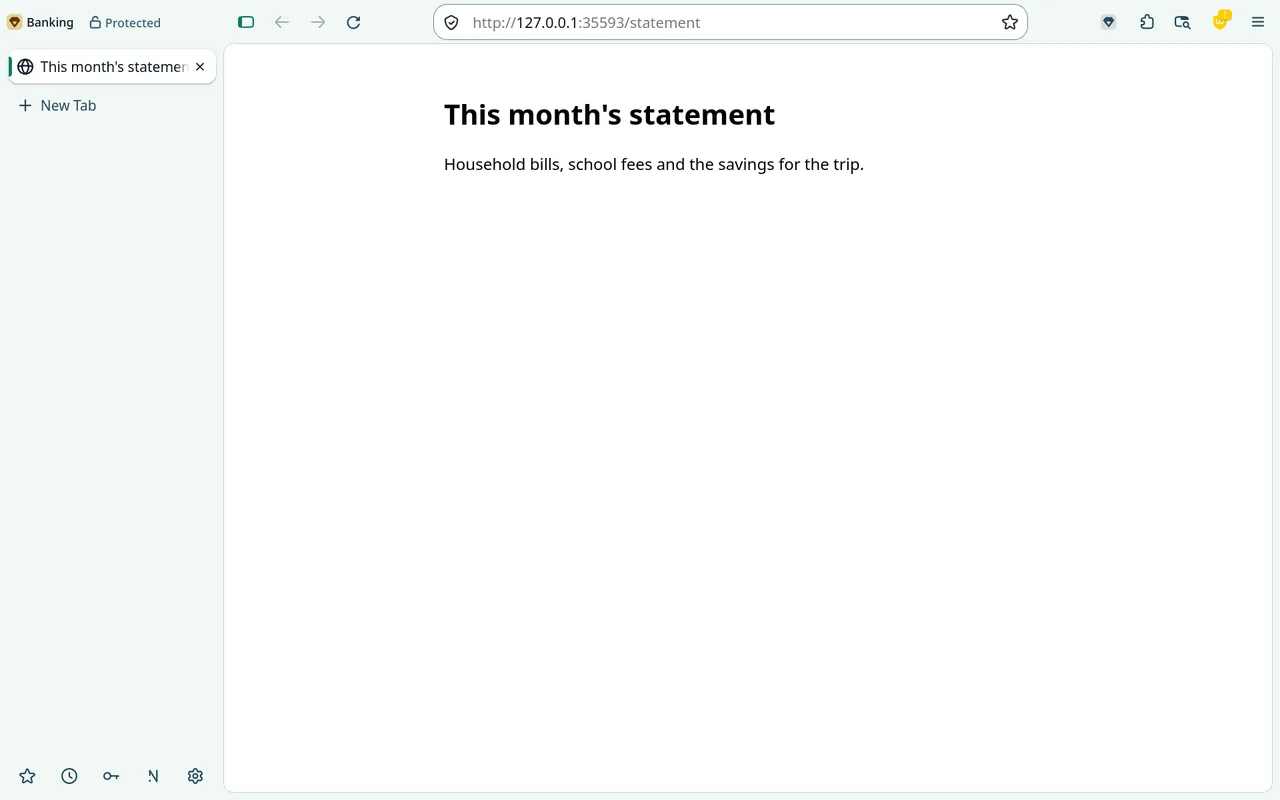 Banking
Protected
http://127.0.0.1:35593/statement
This month's statemen
New Tab
This month's statement
Household bills, school fees and the savings for the trip.